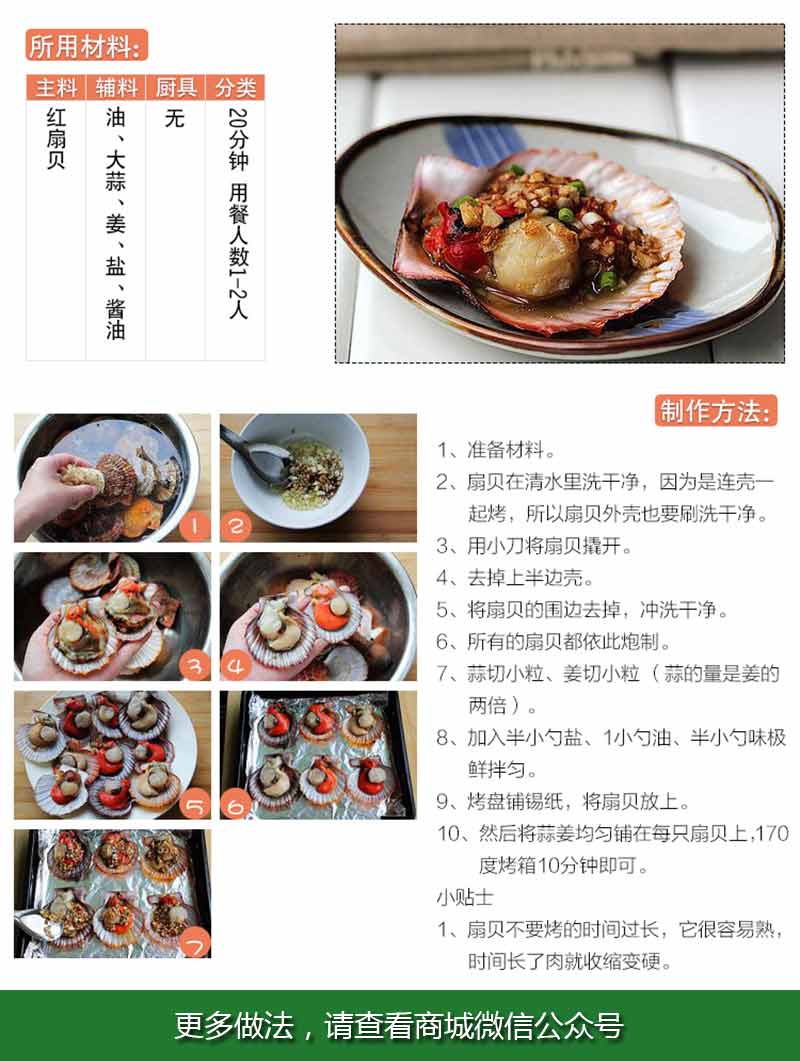 所用材料:
主料 辅料 厨具 分类
红扇贝
油、大蒜、姜、盐、酱油
无
20分钟 用餐人数1-2人
制作方法:
1、准备材料。
2、扇贝在清水里洗干净，因为是连壳一
起烤，所以扇贝外壳也要刷洗干净。
3、用小刀将扇贝撬开。
4、去掉上半边壳。
5、将扇贝的围边去掉，冲洗干净。
6、所有的扇贝都依此炮制。
7、蒜切小粒、姜切小粒（蒜的量是姜的
两倍）。
8、加入半小勺盐、1小勺油、半小勺味极
鲜拌匀。
9、烤盘铺锡纸，将扇贝放上。
10、然后将蒜姜均匀铺在每只扇贝上,170
度烤箱10分钟即可。
小贴士
1、扇贝不要烤的时间过长，它很容易熟，
时间长了肉就收缩变硬。
1
2
3
4
5
6
7
更多做法，请查看商城微信公众号